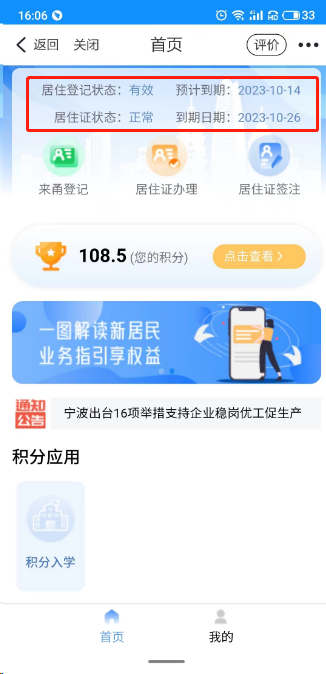 16:06 33
返回 关闭 首页 评价
居住登记状态：有效 预计到期：2023-10-14
居住证状态：正常 到期日期：2023-10-26
来甬登记 居住证办理 居住证签注
108.5 (您的积分) 点击查看
一图解读新居民
业务指引享权益
通知
公告
宁波出台16项举措支持企业稳岗优工促生产
积分应用
积分入学
首页 我的